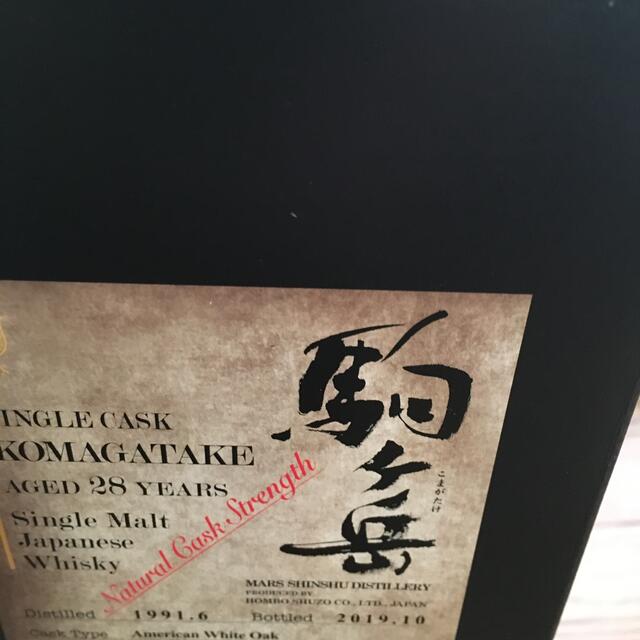 INGLE CASK
KOMAGATAKE
AGED 28 YEARS
Single Malt
Japanese
Whisky
Natural Cask Strength
駒ヶ岳
こまがたけ
MARS SHINSHU DISTILLERY
PRODUCED BY
HOMBO SHUZO CO., LTD., JAPAN
Distilled 1991.6 Bottled 2019.10
Cask Type American White Oak